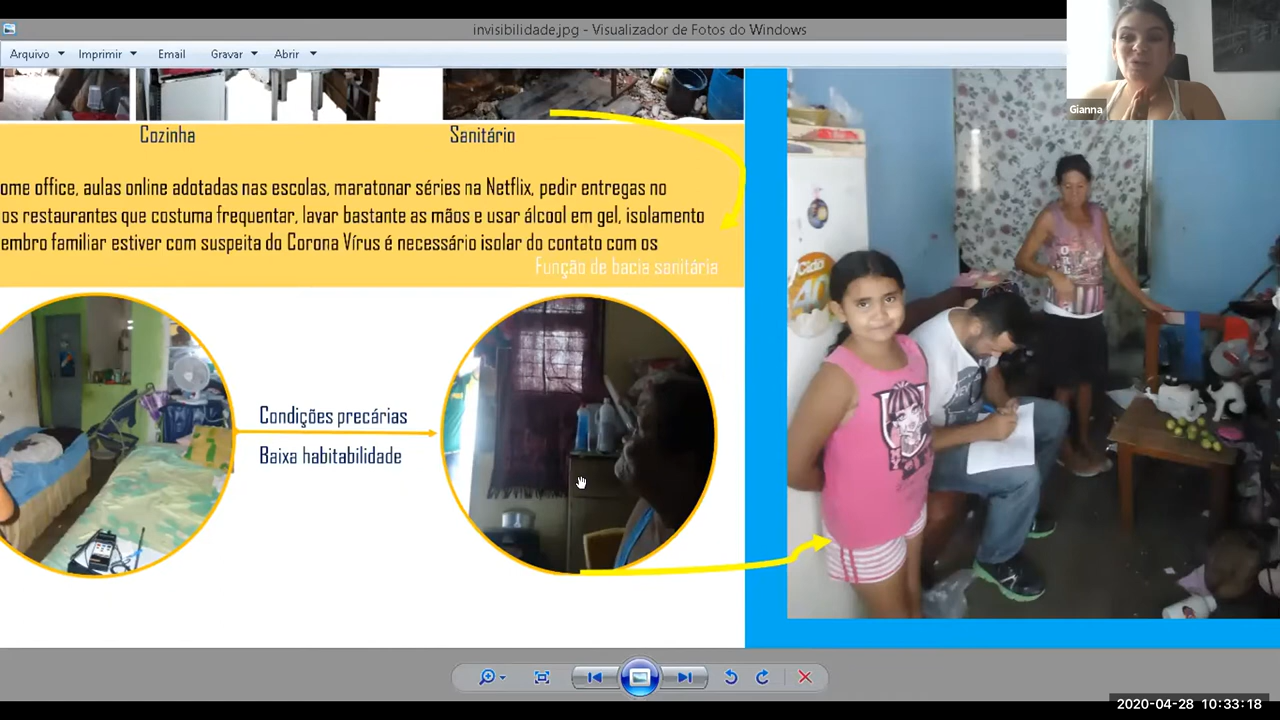 invisibilidade.jpg - Visualizador de Fotos do Windows
Arquivo Imprimir Email Gravar Abrir
Gianna
Cozinha
Sanitário
ome office, aulas online adotadas nas escolas, maratonar séries na Netflix, pedir entregas no
os restaurantes que costuma frequentar, lavar bastante as mãos e usar álcool em gel, isolamento
embro familiar estiver com suspeita do Corona Vírus é necessário isolar do contato com os
Função de bacia sanitária
Condições precárias
Baixa habitabilidade
Cida
40
2020-04-28 10:33:18